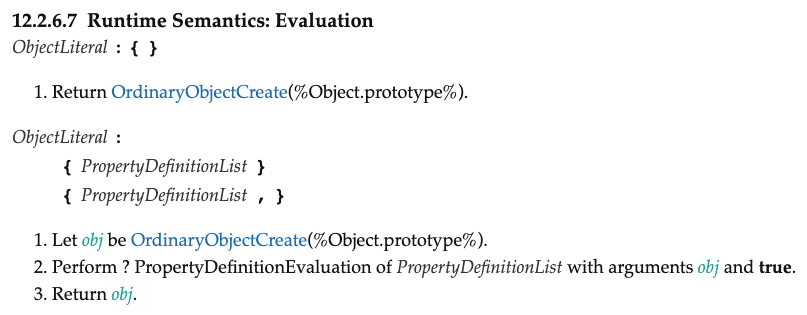 12.2.6.7 Runtime Semantics: Evaluation
ObjectLiteral : { }
1. Return OrdinaryObjectCreate(%Object.prototype%).
ObjectLiteral :
{ PropertyDefinitionList }
{ PropertyDefinitionList , }
1. Let obj be OrdinaryObjectCreate(%Object.prototype%).
2. Perform ? PropertyDefinitionEvaluation of PropertyDefinitionList with arguments obj and true.
3. Return obj.